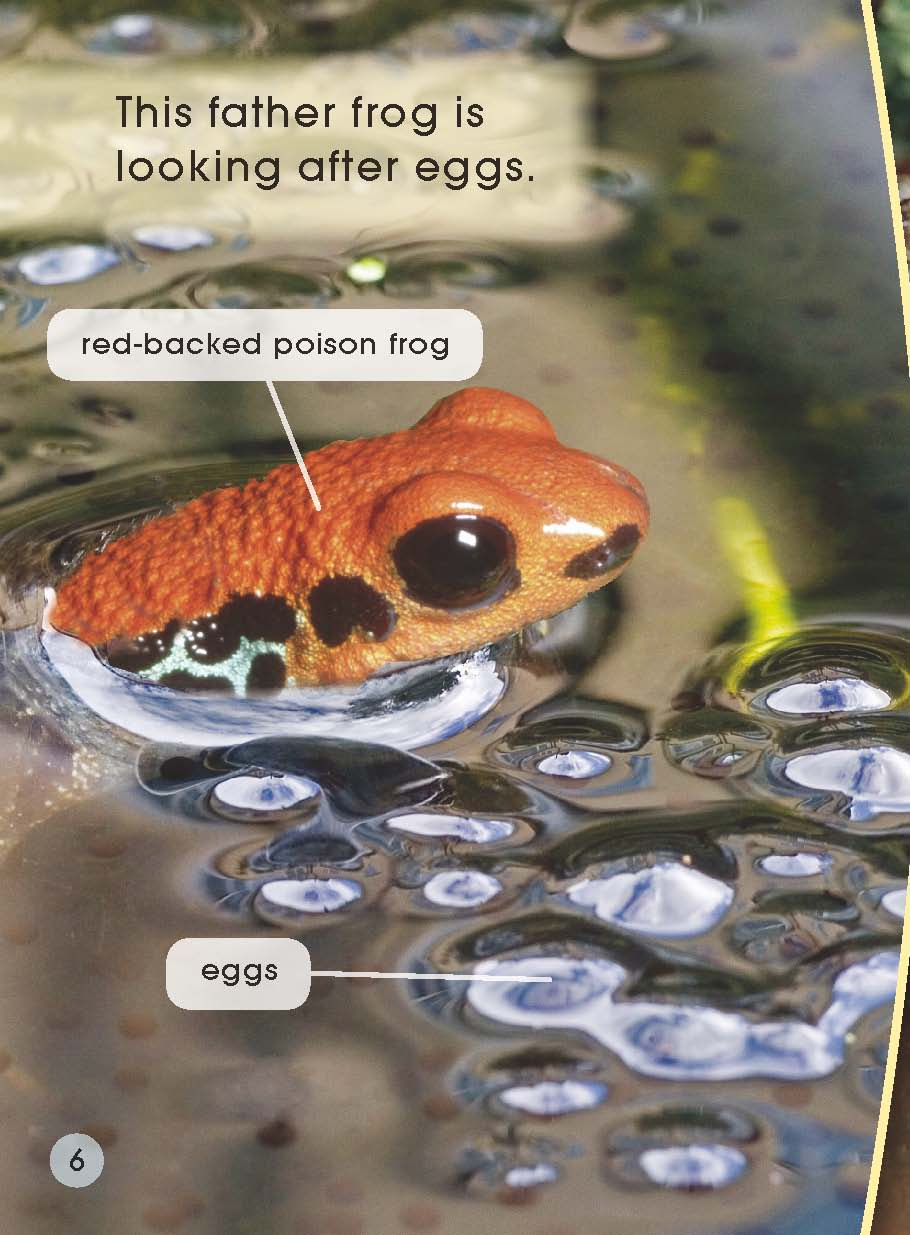 This father frog is
looking after eggs.
red-backed poison frog
eggs
6